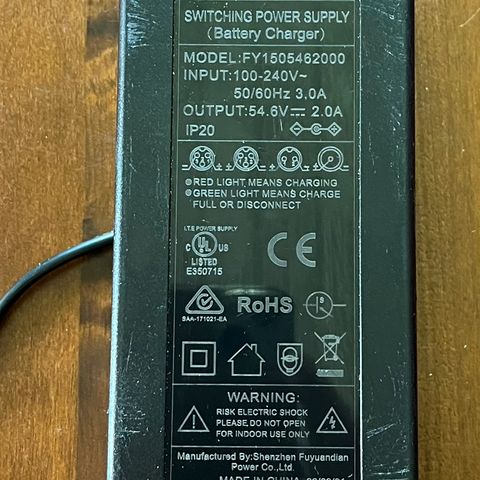 SWITCHING POWER SUPPLY
(Battery Charger)
MODEL:FY1505462000
INPUT:100-240V~
50/60Hz 3.0A
OUTPUT:54.6V⎓2.0A
IP20
RED LIGHT MEANS CHARGING
GREEN LIGHT MEANS CHARGE
FULL OR DISCONNECT
I.T.E POWER SUPPLY
C UL US
LISTED
E350715
CE
SAA-171021-EA
RoHS
WARNING:
RISK ELECTRIC SHOCK
PLEASE DO NOT OPEN
FOR INDOOR USE ONLY
Manufactured By:Shenzhen Fuyuandian
Power Co.,Ltd.
MADE IN CHINA